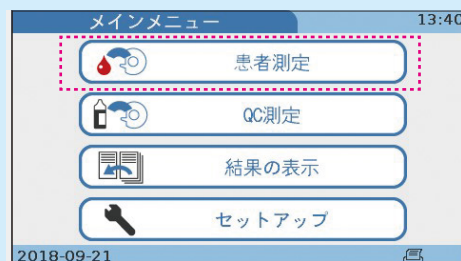 メインメニュー 13:40
患者測定
QC測定
結果の表示
セットアップ
2018-09-21